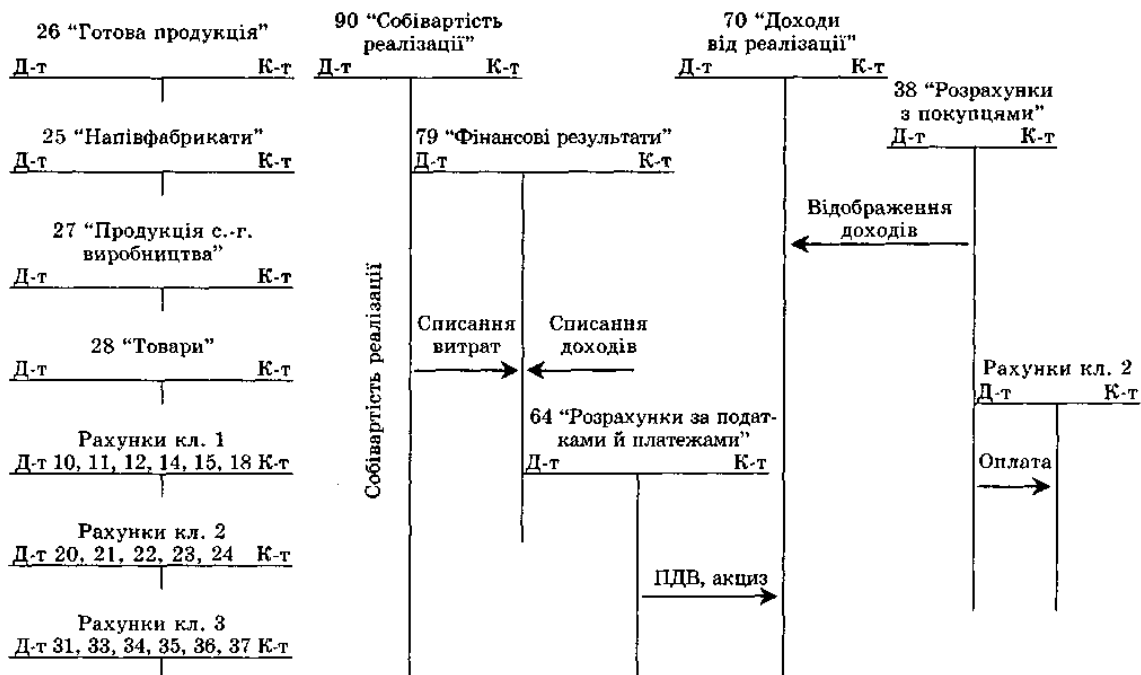 26 “Готова продукція”
Д-т К-т
25 “Напівфабрикати”
Д-т К-т
27 “Продукція с.-г.
виробництва”
Д-т К-т
28 “Товари”
Д-т К-т
Рахунки кл. 1
Д-т 10, 11, 12, 14, 15, 18 К-т
Рахунки кл. 2
Д-т 20, 21, 22, 23, 24 К-т
Рахунки кл. 3
Д-т 31, 33, 34, 35, 36, 37 К-т
90 “Собівартість
реалізації”
Д-т К-т
Собівартість реалізації
79 “Фінансові результати”
Д-т К-т
Списання
витрат
Списання
доходів
64 “Розрахунки за подат-
ками й платежами”
Д-т К-т
ПДВ, акциз
70 “Доходи
від реалізації”
Д-т К-т
Відображення
доходів
38 “Розрахунки
з покупцями”
Д-т К-т
Рахунки кл. 2
Д-т К-т
Оплата